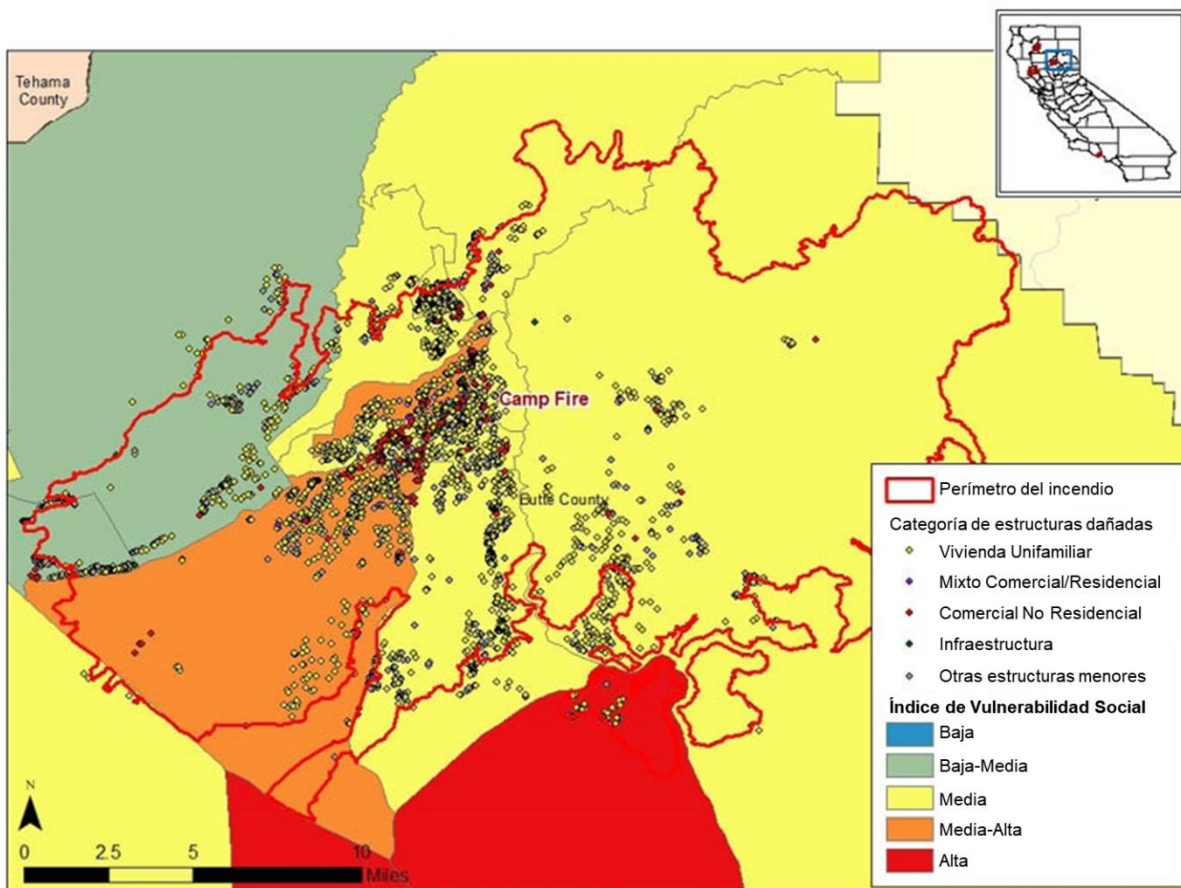 Tehama
County
Camp Fire
Butte County
Perímetro del incendio
Categoría de estructuras dañadas
Vivienda Unifamiliar
Mixto Comercial/Residencial
Comercial No Residencial
Infraestructura
Otras estructuras menores
Índice de Vulnerabilidad Social
Baja
Baja-Media
Media
Media-Alta
Alta
N
0 2.5 5 10
Miles